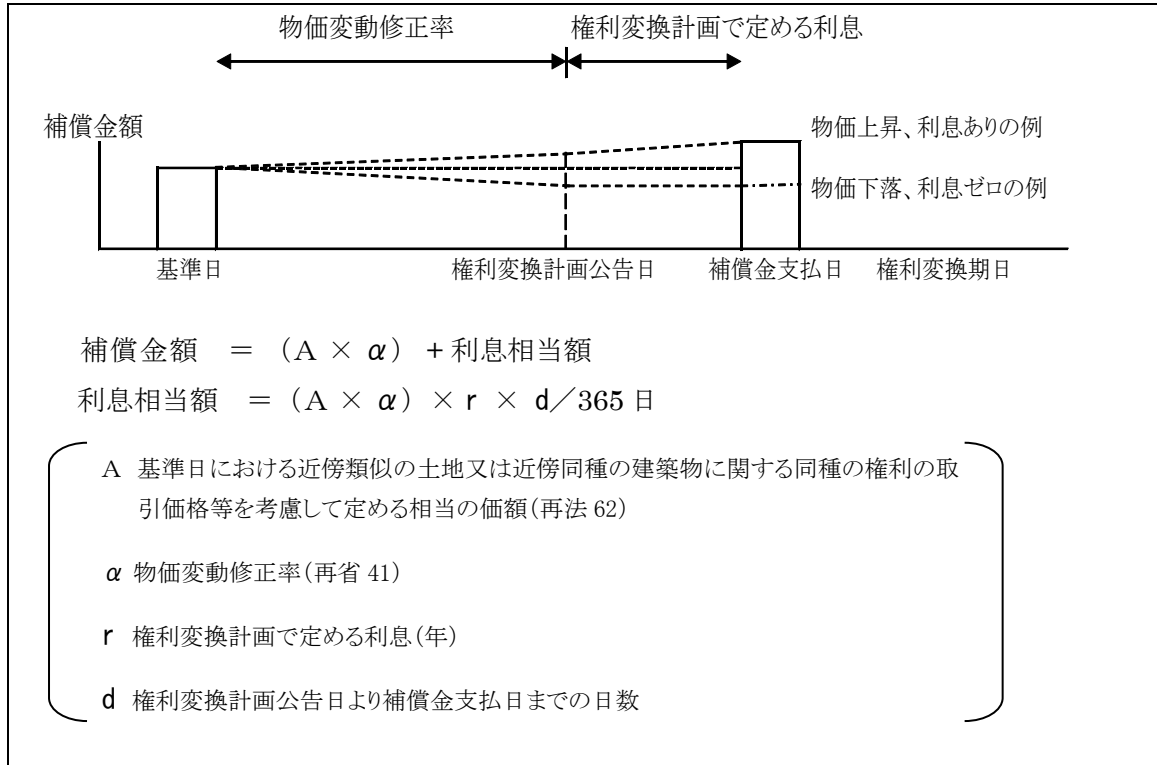 物価変動修正率 権利変換計画で定める利息
補償金額
物価上昇、利息ありの例
物価下落、利息ゼロの例
基準日 権利変換計画公告日 補償金支払日 権利変換期日
補償金額 = (A × α) + 利息相当額
利息相当額 = (A × α) × r × d/365日
A 基準日における近傍類似の土地又は近傍同種の建築物に関する同種の権利の取
引価格等を考慮して定める相当の価額(再法62)
α 物価変動修正率(再省41)
r 権利変換計画で定める利息(年)
d 権利変換計画公告日より補償金支払日までの日数